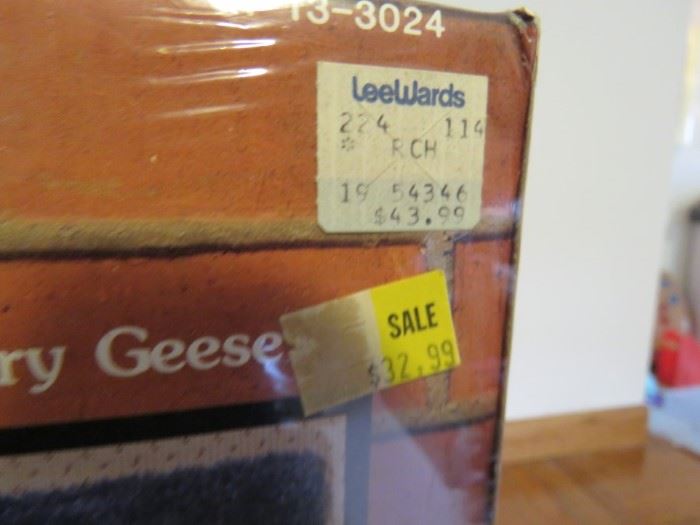 13-3024
LeeWards
224 114
* RCH
19 54346
$43.99
SALE
$32.99
ry Geese